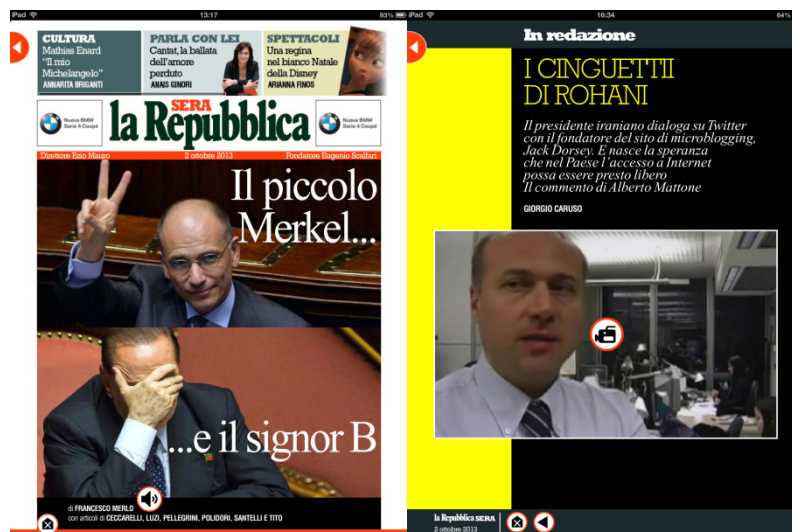 iPad
13:17
93%
CULTURA
Mathias Enard
"Il mio
Michelangelo"
ANNARITA BRIGANTI
PARLA CON LEI
Cantat, la ballata
dell'amore
perduto
ANAIS GINORI
SPETTACOLI
Una regina
nel bianco Natale
della Disney
ARIANNA FINOS
Nuova BMW
Serie 4 Coupé
SERA
la Repubblica
Nuova BMW
Serie 4 Coupé
Direttore Ezio Mauro
2 ottobre 2013
Fondatore Eugenio Scalfari
Il piccolo
Merkel...
...e il signor B
di FRANCESCO MERLO
con articoli di CECCARELLI, LUZI, PELLEGRINI, POLIDORI, SANTELLI E TITO
iPad
16:34
64%
In redazione
I CINGUETTII
DI ROHANI
Il presidente iraniano dialoga su Twitter
con il fondatore del sito di microblogging,
Jack Dorsey. E nasce la speranza
che nel Paese l'accesso a Internet
possa essere presto libero
Il commento di Alberto Mattone
GIORGIO CARUSO
la Repubblica SERA
2 ottobre 2013